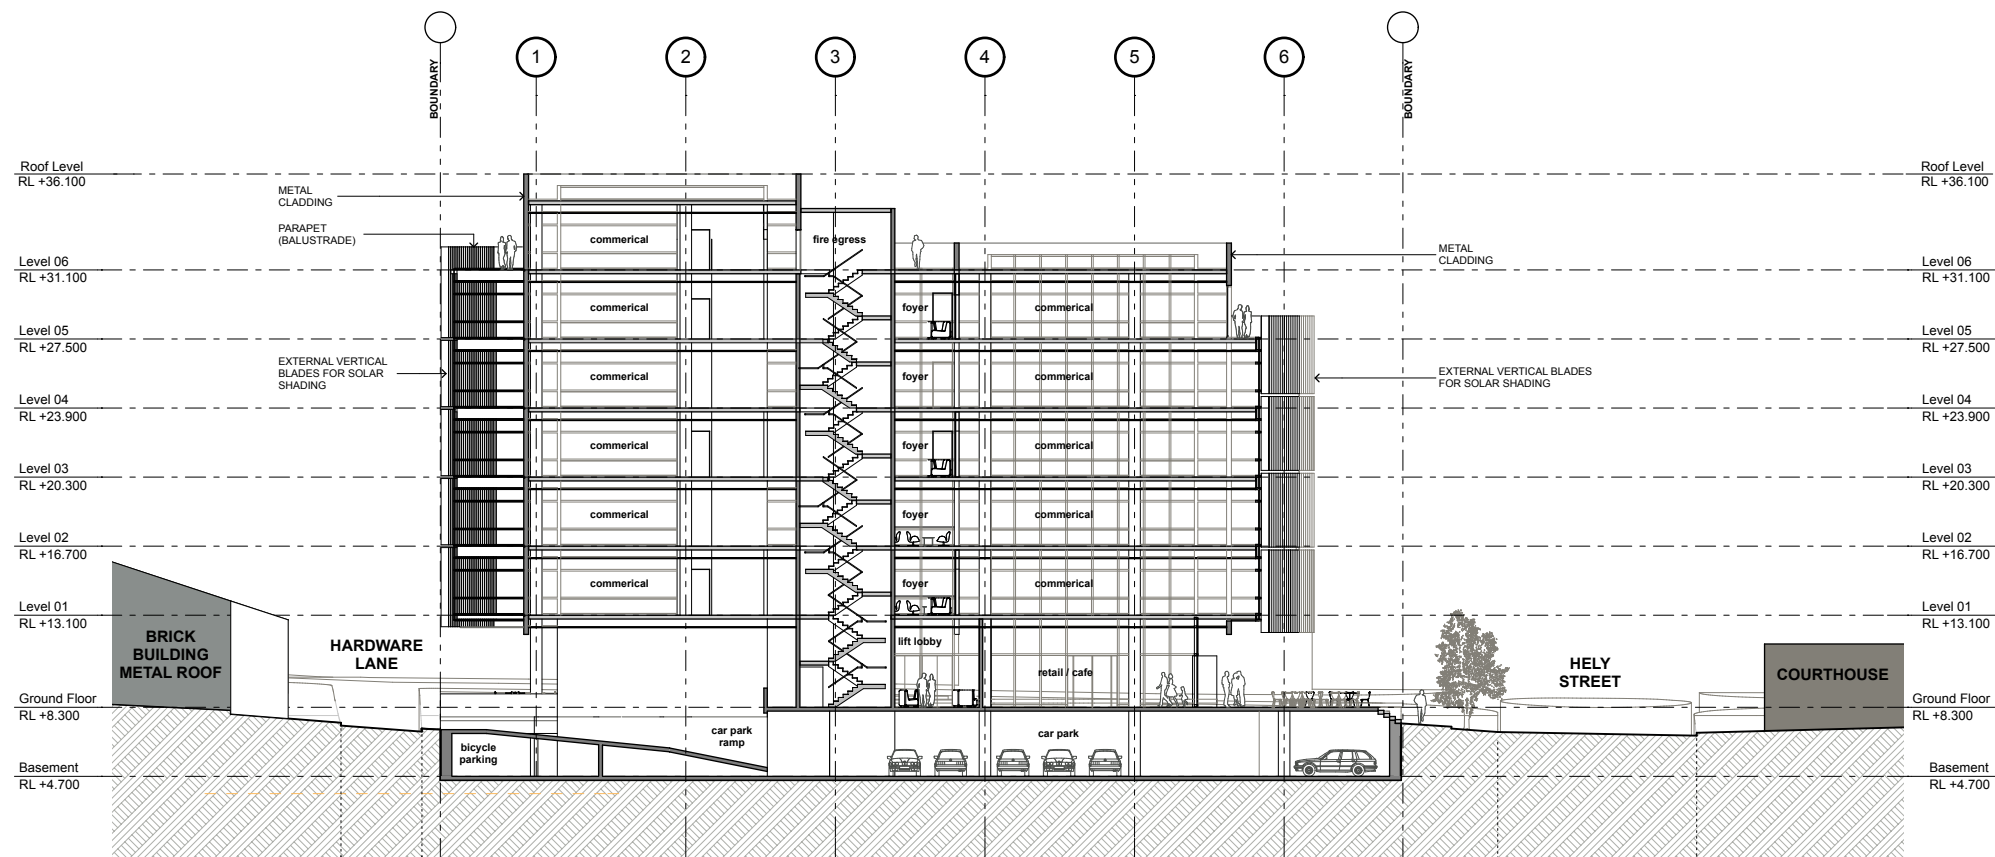 1
2
3
4
5
6
BOUNDARY
BOUNDARY
Roof Level
RL +36.100
Roof Level
RL +36.100
METAL
CLADDING
PARAPET
(BALUSTRADE)
commerical
fire egress
METAL
CLADDING
Level 06
RL +31.100
Level 06
RL +31.100
commerical
foyer
commerical
Level 05
RL +27.500
Level 05
RL +27.500
EXTERNAL VERTICAL
BLADES FOR SOLAR
SHADING
commerical
foyer
commerical
EXTERNAL VERTICAL BLADES
FOR SOLAR SHADING
Level 04
RL +23.900
Level 04
RL +23.900
commerical
foyer
commerical
Level 03
RL +20.300
Level 03
RL +20.300
commerical
foyer
commerical
Level 02
RL +16.700
Level 02
RL +16.700
commerical
foyer
commerical
Level 01
RL +13.100
Level 01
RL +13.100
BRICK
BUILDING
METAL ROOF
HARDWARE
LANE
lift lobby
retail / cafe
HELY
STREET
COURTHOUSE
Ground Floor
RL +8.300
Ground Floor
RL +8.300
bicycle
parking
car park
ramp
car park
Basement
RL +4.700
Basement
RL +4.700